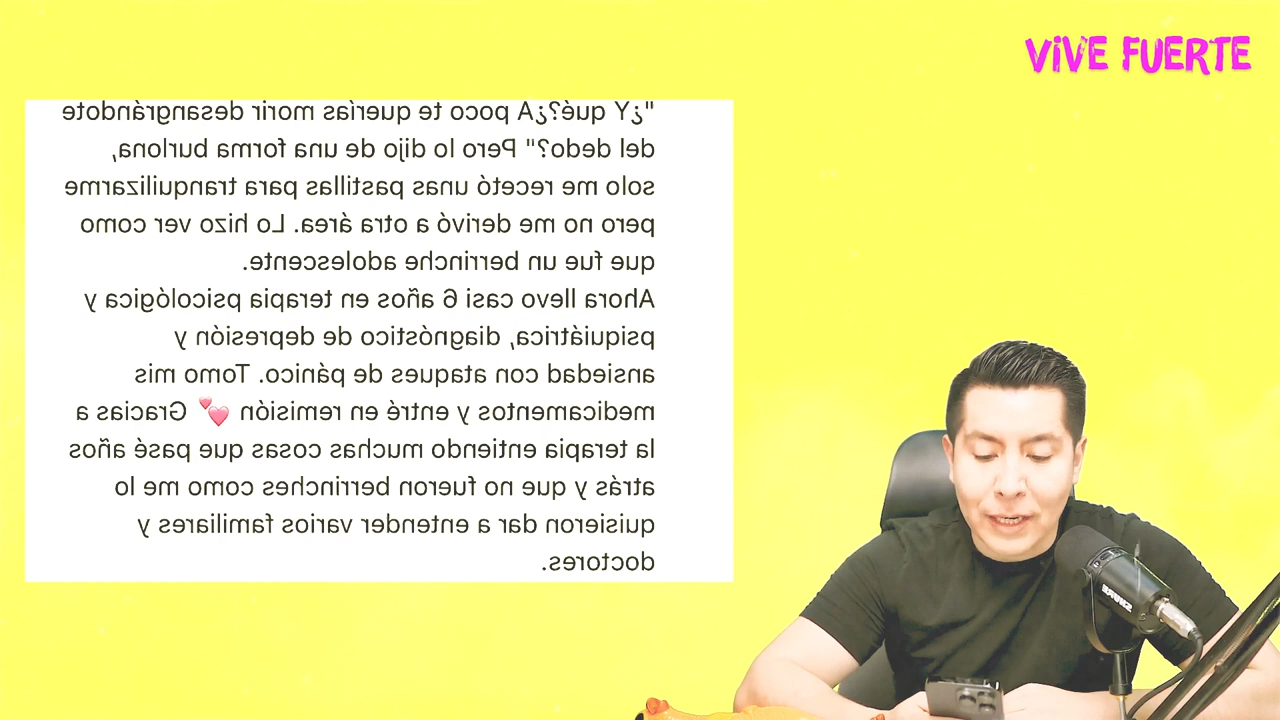 VIVE FUERTE
"¿Y qué?¿A poco te querías morir desangrándote
del dedo?" Pero lo dijo de una forma burlona,
solo me recetó unas pastillas para tranquilizarme
pero no me derivó a otra área. Lo hizo ver como
que fue un berrinche adolescente.
Ahora llevo casi 6 años en terapia psicológica y
psiquiátrica, diagnóstico de depresión y
ansiedad con ataques de pánico. Tomo mis
medicamentos y entré en remisión 💕 Gracias a
la terapia entiendo muchas cosas que pasé años
atrás y que no fueron berrinches como me lo
quisieron dar a entender varios familiares y
doctores.
SHURE